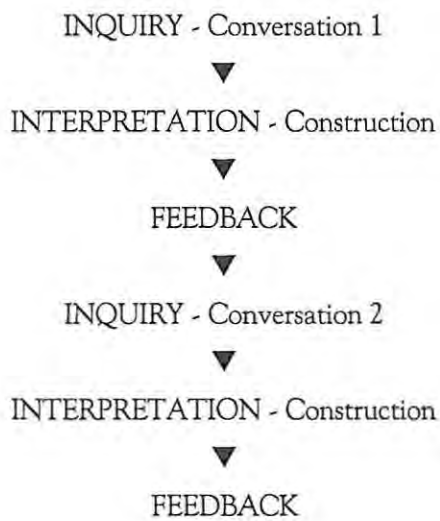 INQUIRY - Conversation 1
INTERPRETATION - Construction
FEEDBACK
INQUIRY - Conversation 2
INTERPRETATION - Construction
FEEDBACK